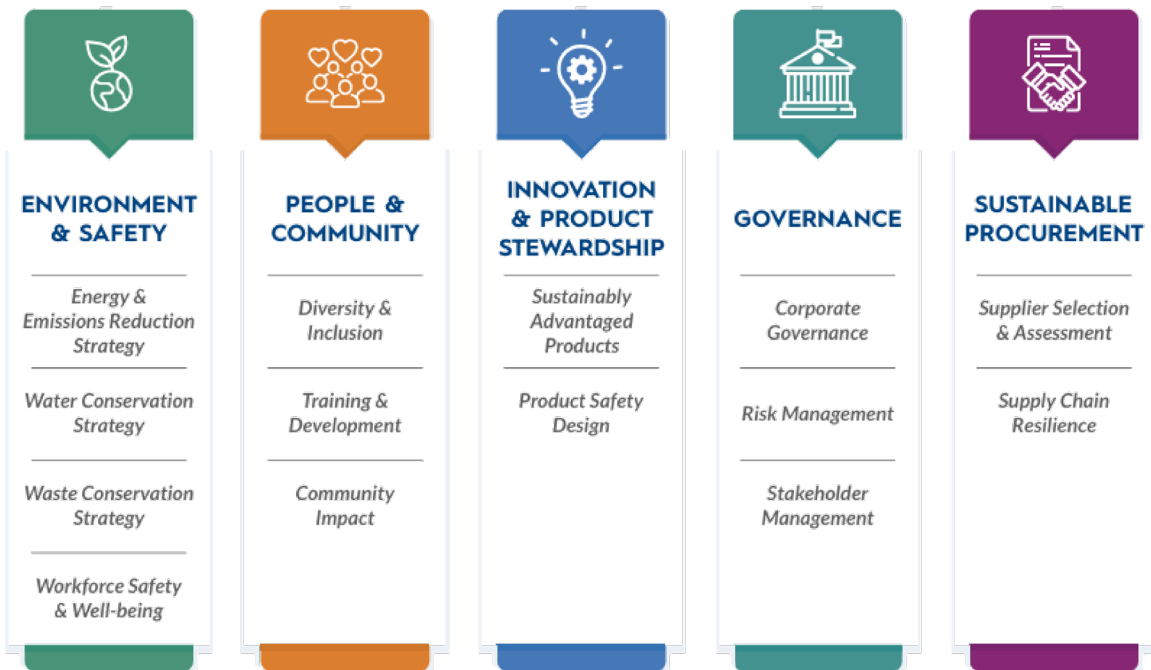 ENVIRONMENT
& SAFETY
Energy &
Emissions Reduction
Strategy
Water Conservation
Strategy
Waste Conservation
Strategy
Workforce Safety
& Well-being
PEOPLE &
COMMUNITY
Diversity &
Inclusion
Training &
Development
Community
Impact
INNOVATION
& PRODUCT
STEWARDSHIP
Sustainably
Advantaged
Products
Product Safety
Design
GOVERNANCE
Corporate
Governance
Risk Management
Stakeholder
Management
SUSTAINABLE
PROCUREMENT
Supplier Selection
& Assessment
Supply Chain
Resilience